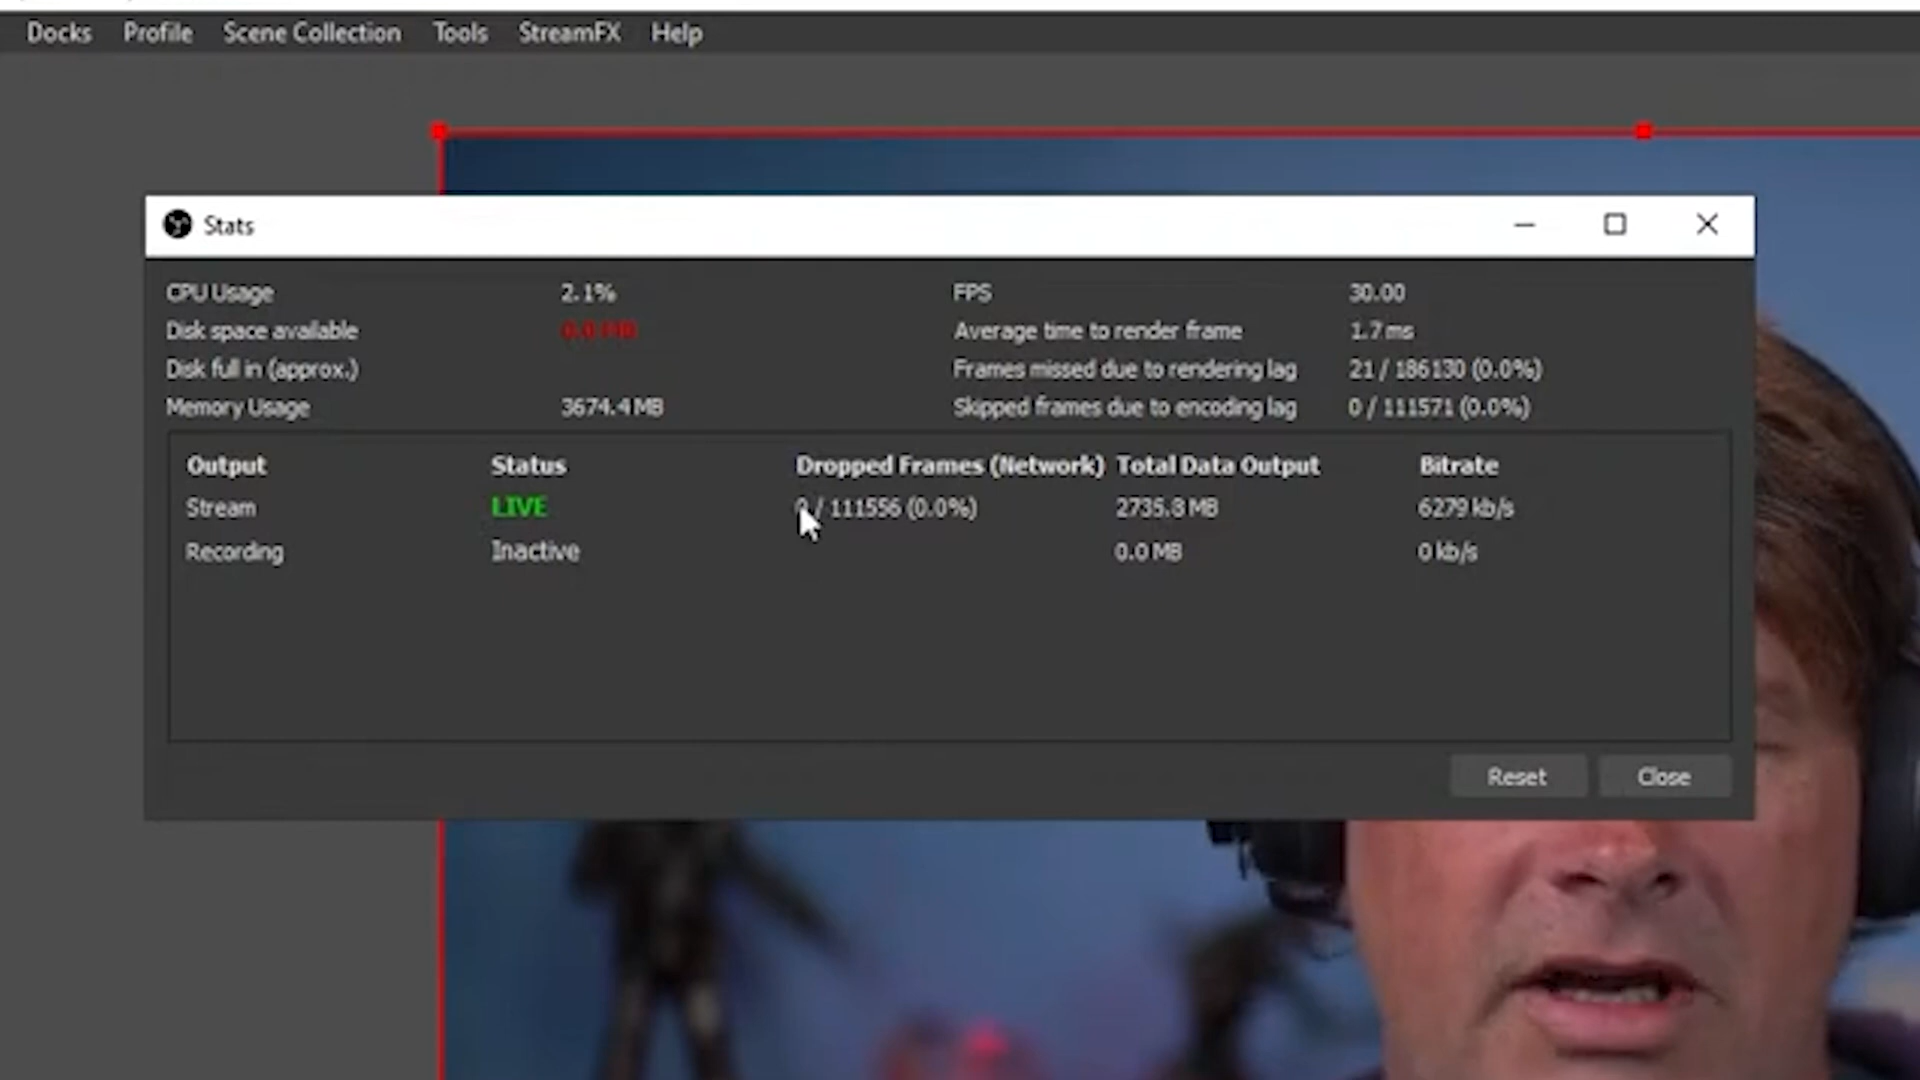 Docks Profile Scene Collection Tools StreamFX Help
Stats
CPU Usage 2.1% FPS 30.00
Disk space available 0.0 MB Average time to render frame 1.7 ms
Disk full in (approx.) Frames missed due to rendering lag 21 / 186130 (0.0%)
Memory Usage 3674.4 MB Skipped frames due to encoding lag 0 / 111571 (0.0%)
Output Status Dropped Frames (Network) Total Data Output Bitrate
Stream LIVE 0 / 111556 (0.0%) 2735.8 MB 6279 kb/s
Recording Inactive 0.0 MB 0 kb/s
Reset Close